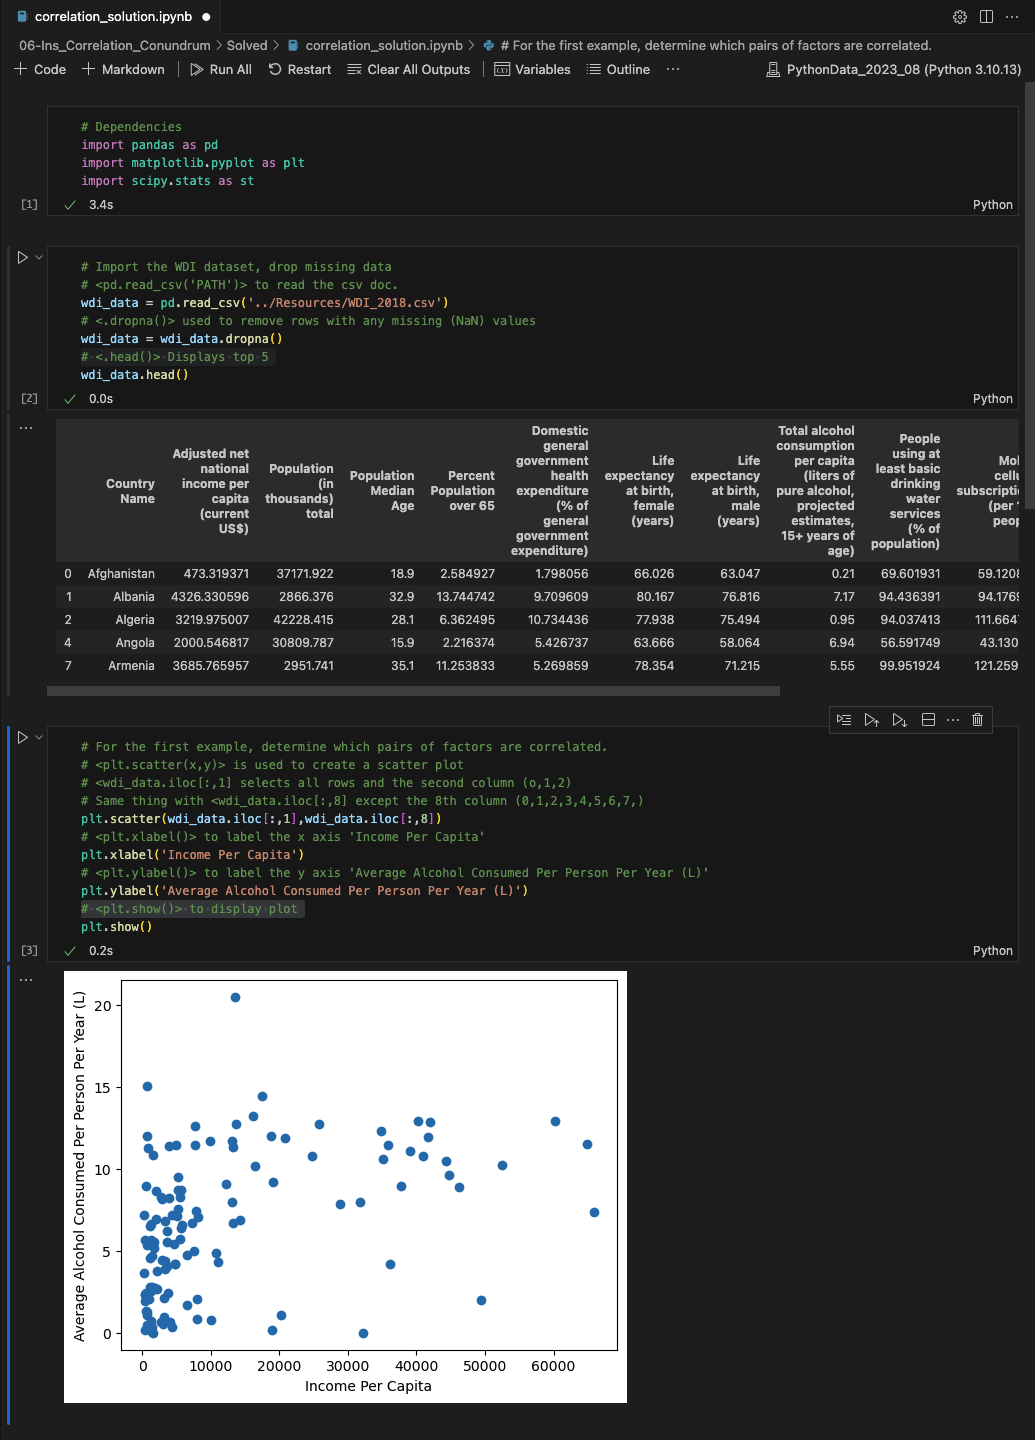 correlation_solution.ipynb
06-Ins_Correlation_Conundrum > Solved > correlation_solution.ipynb > # For the first example, determine which pairs of factors are correlated.
+ Code + Markdown | Run All Restart Clear All Outputs | Variables Outline ··· PythonData_2023_08 (Python 3.10.13)
# Dependencies
import pandas as pd
import matplotlib.pyplot as plt
import scipy.stats as st
[1] ✓ 3.4s Python
# Import the WDI dataset, drop missing data
# <pd.read_csv('PATH')> to read the csv doc.
wdi_data = pd.read_csv('../Resources/WDI_2018.csv')
# <.dropna()> used to remove rows with any missing (NaN) values
wdi_data = wdi_data.dropna()
# <.head()> Displays top 5
wdi_data.head()
[2] ✓ 0.0s Python
Country Name
Adjusted net national income per capita (current US$)
Population (in thousands) total
Population Median Age
Percent Population over 65
Domestic general government health expenditure (% of general government expenditure)
Life expectancy at birth, female (years)
Life expectancy at birth, male (years)
Total alcohol consumption per capita (liters of pure alcohol, projected estimates, 15+ years of age)
People using at least basic drinking water services (% of population)
0 Afghanistan 473.319371 37171.922 18.9 2.584927 1.798056 66.026 63.047 0.21 69.601931 59.1208
1 Albania 4326.330596 2866.376 32.9 13.744742 9.709609 80.167 76.816 7.17 94.436391 94.1769
2 Algeria 3219.975007 42228.415 28.1 6.362495 10.734436 77.938 75.494 0.95 94.037413 111.664
4 Angola 2000.546817 30809.787 15.9 2.216374 5.426737 63.666 58.064 6.94 56.591749 43.130
7 Armenia 3685.765957 2951.741 35.1 11.253833 5.269859 78.354 71.215 5.55 99.951924 121.259
# For the first example, determine which pairs of factors are correlated.
# <plt.scatter(x,y)> is used to create a scatter plot
# <wdi_data.iloc[:,1] selects all rows and the second column (o,1,2)
# Same thing with <wdi_data.iloc[:,8] except the 8th column (0,1,2,3,4,5,6,7,)
plt.scatter(wdi_data.iloc[:,1],wdi_data.iloc[:,8])
# <plt.xlabel()> to label the x axis 'Income Per Capita'
plt.xlabel('Income Per Capita')
# <plt.ylabel()> to label the y axis 'Average Alcohol Consumed Per Person Per Year (L)'
plt.ylabel('Average Alcohol Consumed Per Person Per Year (L)')
# <plt.show()> to display plot
plt.show()
[3] ✓ 0.2s Python
Average Alcohol Consumed Per Person Per Year (L)
20
15
10
5
0
0 10000 20000 30000 40000 50000 60000
Income Per Capita